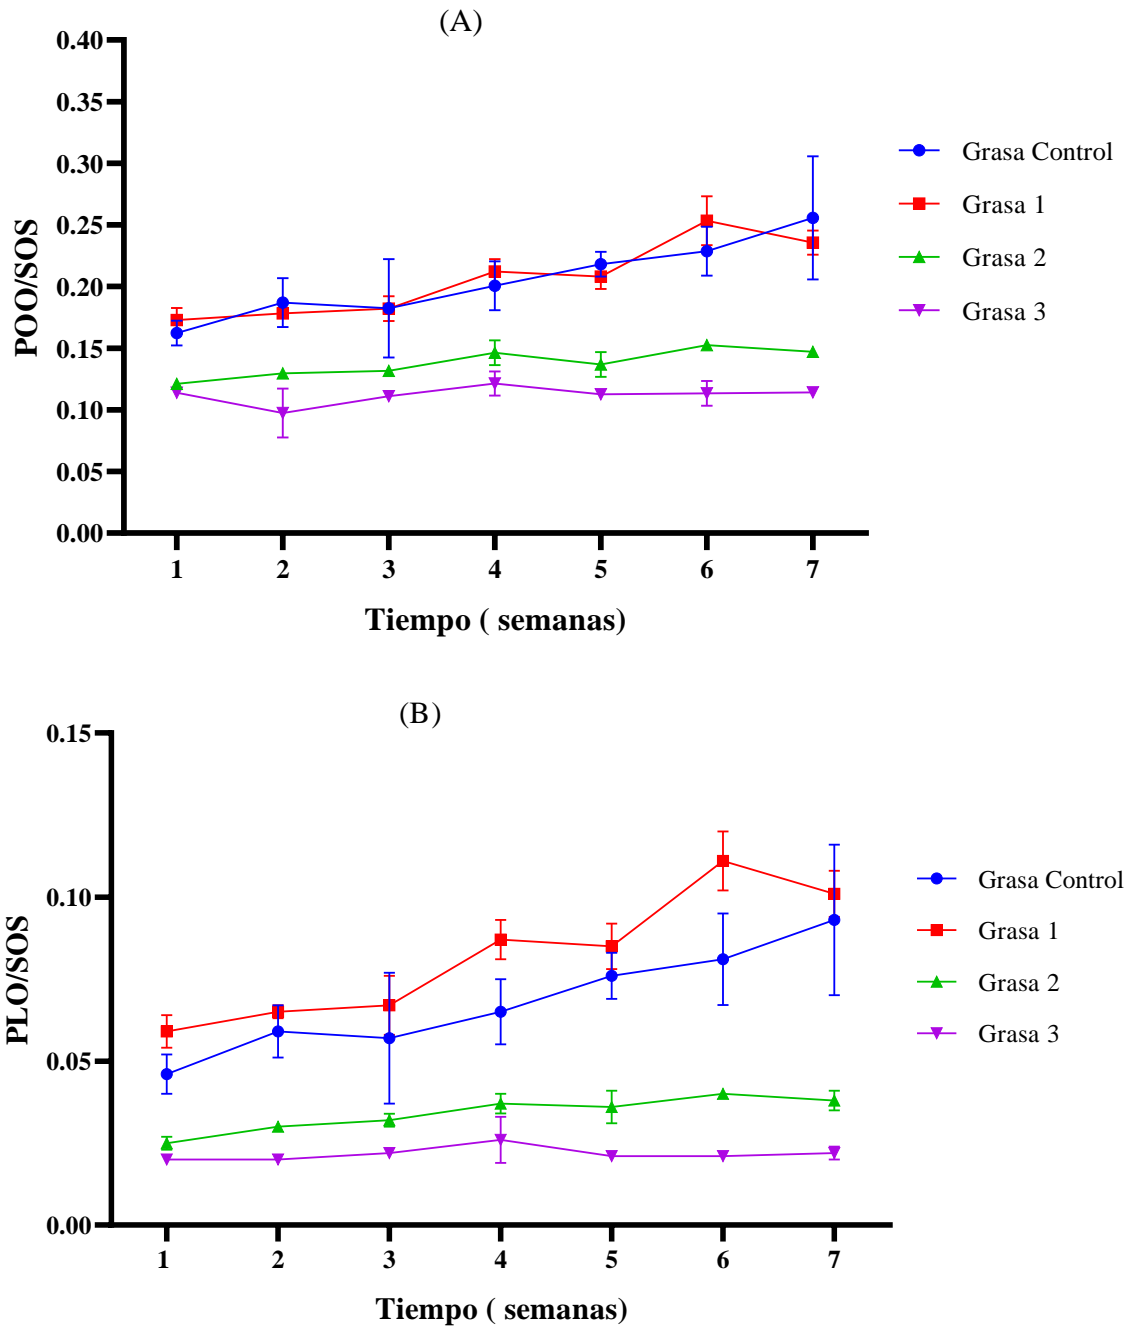 (A)
POO/SOS
0.40
0.35
0.30
0.25
0.20
0.15
0.10
0.05
0.00
1 2 3 4 5 6 7
Tiempo ( semanas)
Grasa Control
Grasa 1
Grasa 2
Grasa 3
(B)
PLO/SOS
0.15
0.10
0.05
0.00
1 2 3 4 5 6 7
Tiempo ( semanas)
Grasa Control
Grasa 1
Grasa 2
Grasa 3